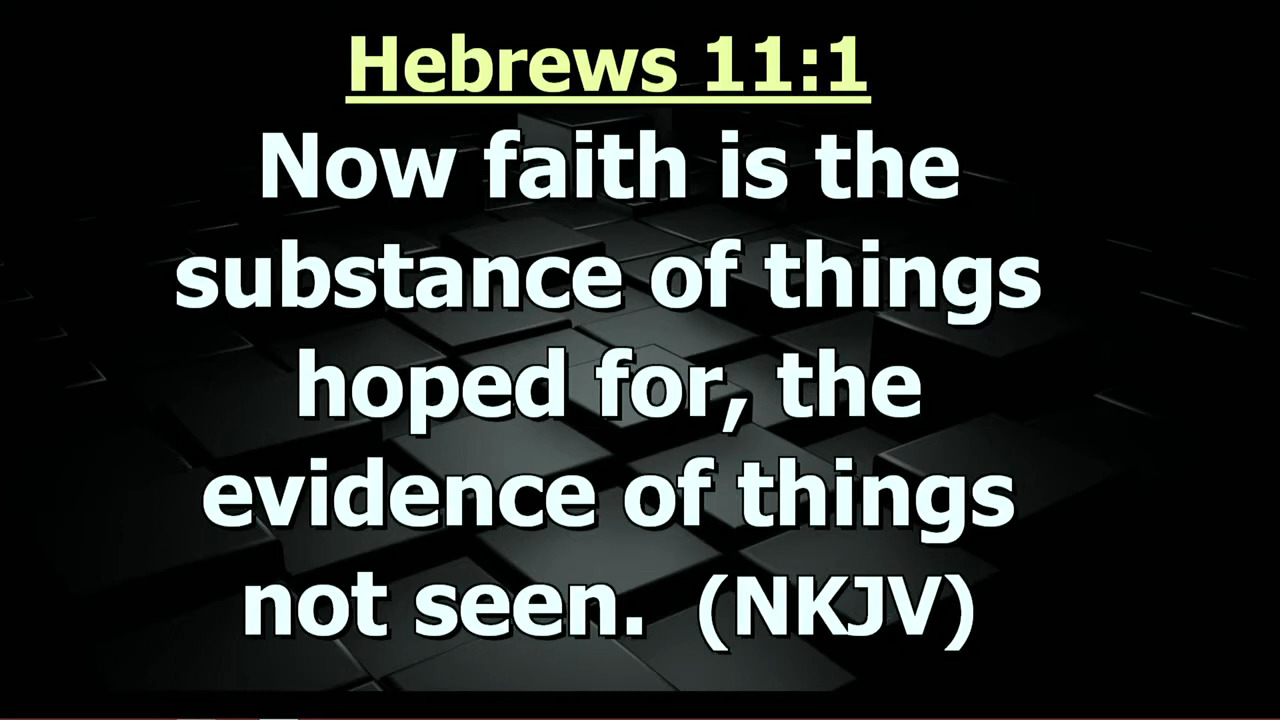 Hebrews 11:1
Now faith is the
substance of things
hoped for, the
evidence of things
not seen.  (NKJV)